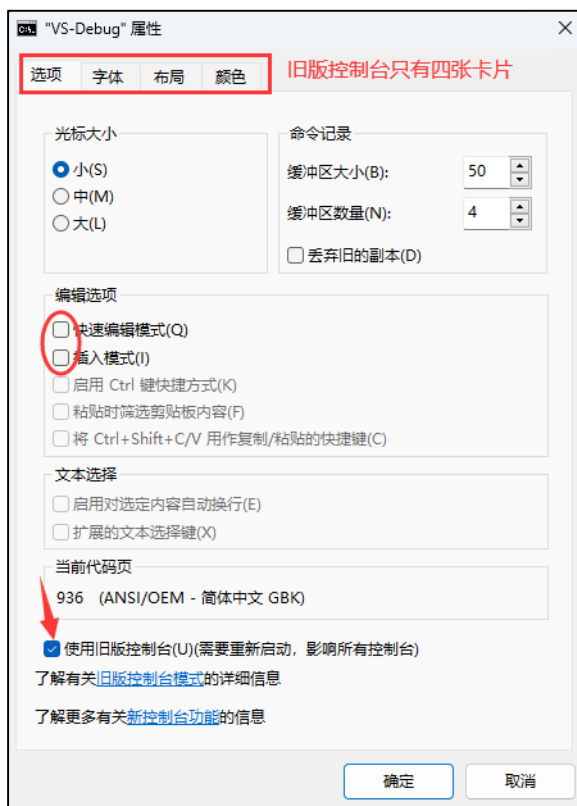 "VS-Debug" 属性
选项 字体 布局 颜色 旧版控制台只有四张卡片
光标大小
小(S)
中(M)
大(L)
命令记录
缓冲区大小(B): 50
缓冲区数量(N): 4
丢弃旧的副本(D)
编辑选项
快速编辑模式(Q)
插入模式(I)
启用 Ctrl 键快捷方式(K)
粘贴时筛选剪贴板内容(F)
将 Ctrl+Shift+C/V 用作复制/粘贴的快捷键(C)
文本选择
启用对选定内容自动换行(E)
扩展的文本选择键(X)
当前代码页
936 (ANSI/OEM - 简体中文 GBK)
使用旧版控制台(U)(需要重新启动，影响所有控制台)
了解有关旧版控制台模式的详细信息
了解更多有关新控制台功能的信息
确定 取消